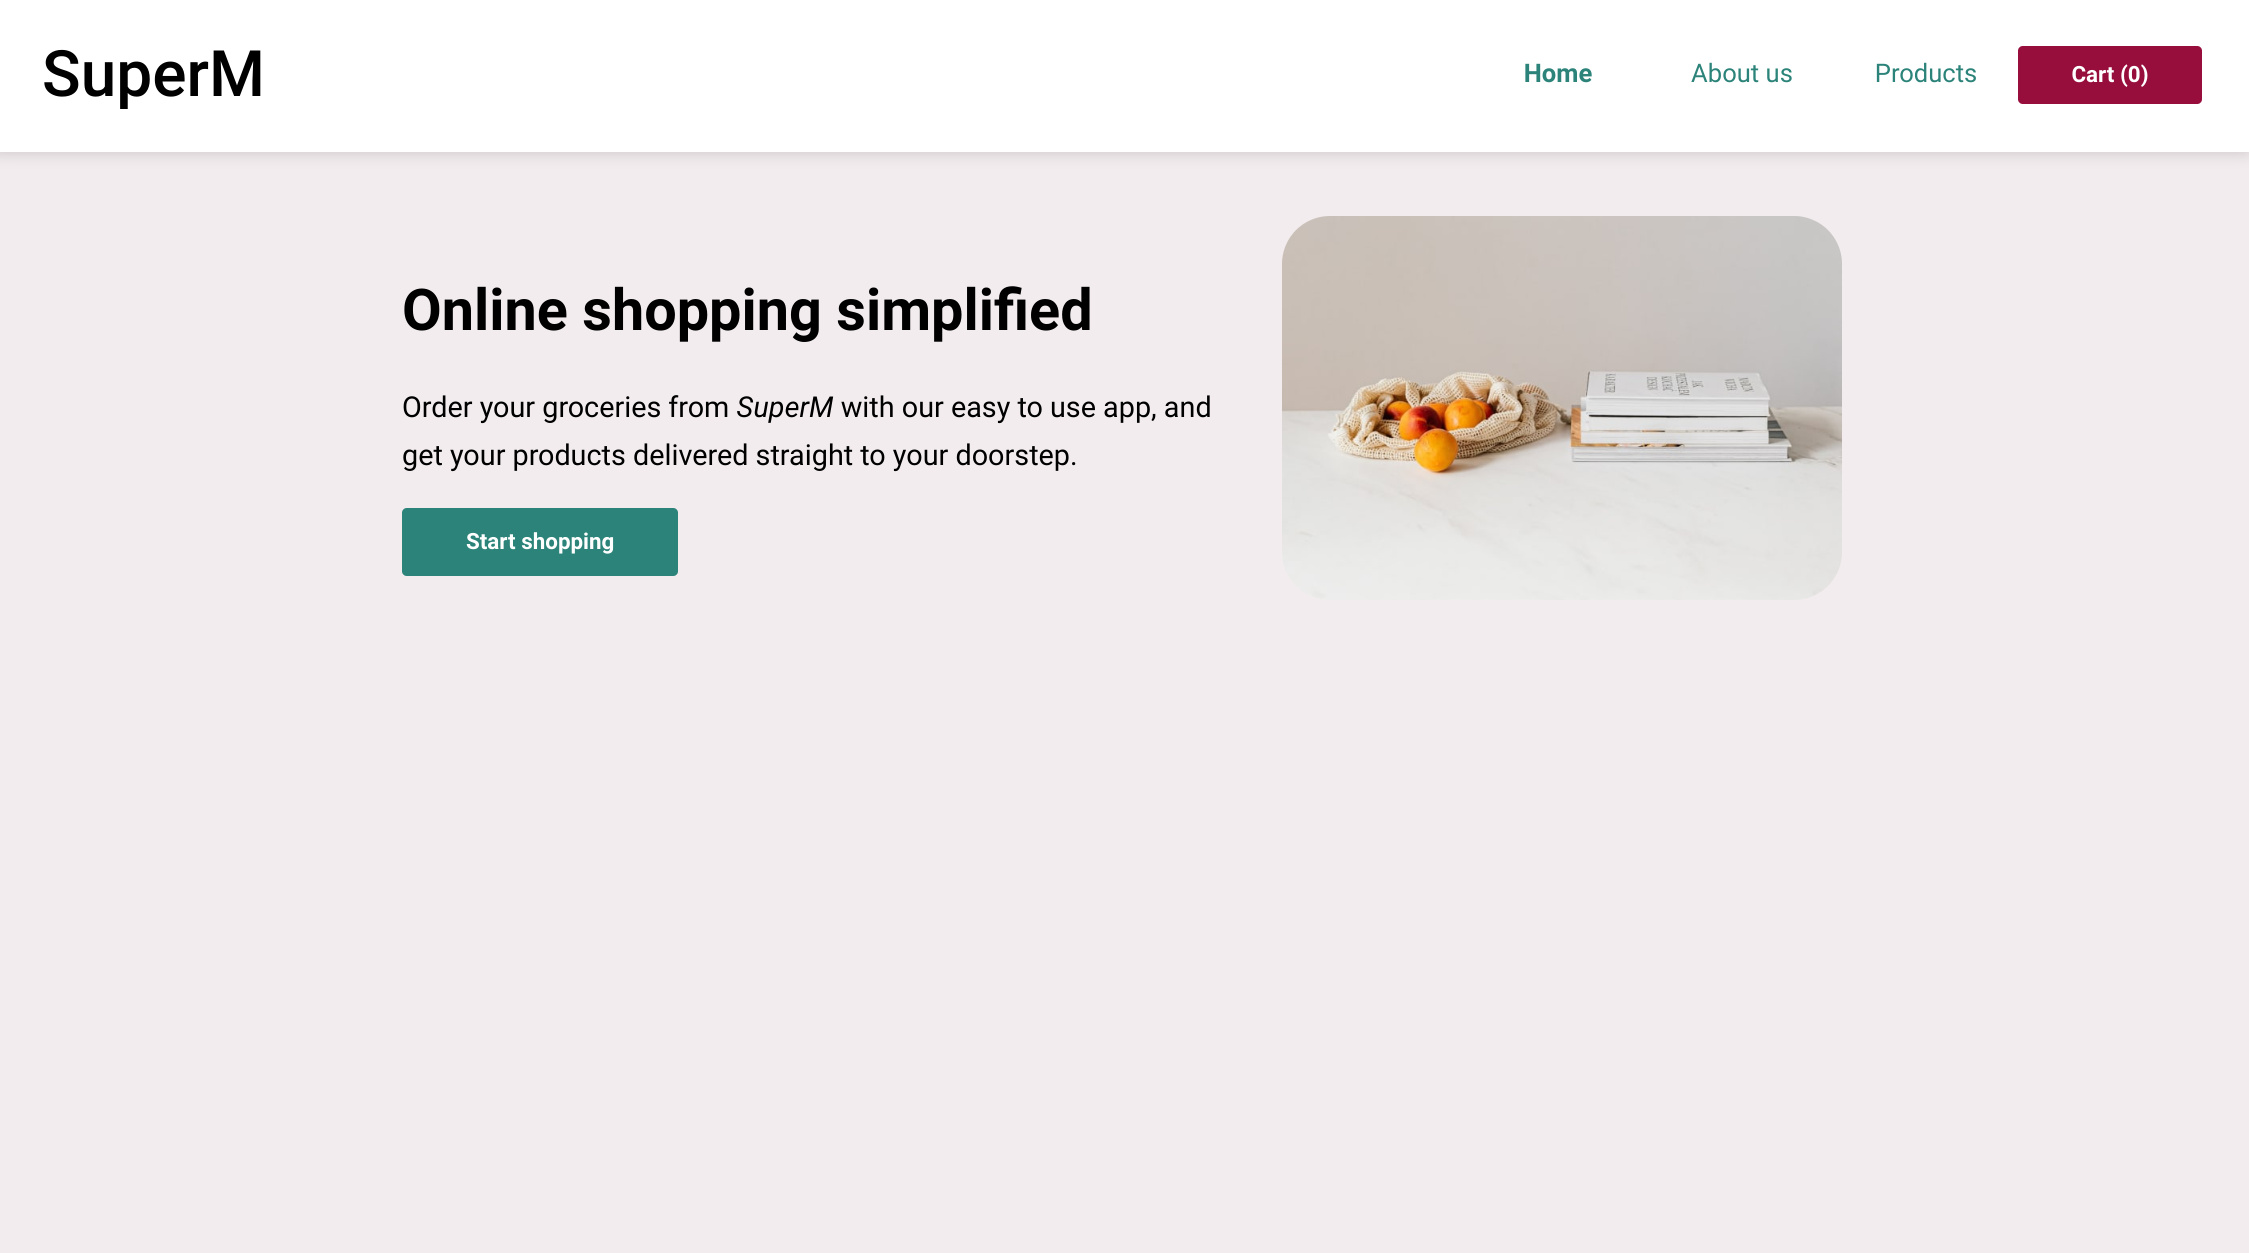 SuperM
Home
About us
Products
Cart (0)
Online shopping simplified
Order your groceries from SuperM with our easy to use app, and
get your products delivered straight to your doorstep.
Start shopping